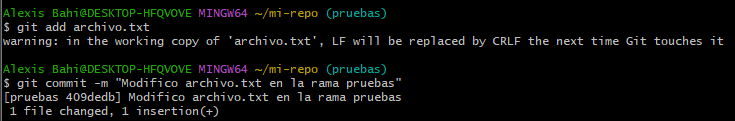 Alexis Bahi@DESKTOP-HFQVOVE MINGW64 ~/mi-repo (pruebas)
$ git add archivo.txt
warning: in the working copy of 'archivo.txt', LF will be replaced by CRLF the next time Git touches it
Alexis Bahi@DESKTOP-HFQVOVE MINGW64 ~/mi-repo (pruebas)
$ git commit -m "Modifico archivo.txt en la rama pruebas"
[pruebas 409dedb] Modifico archivo.txt en la rama pruebas
 1 file changed, 1 insertion(+)